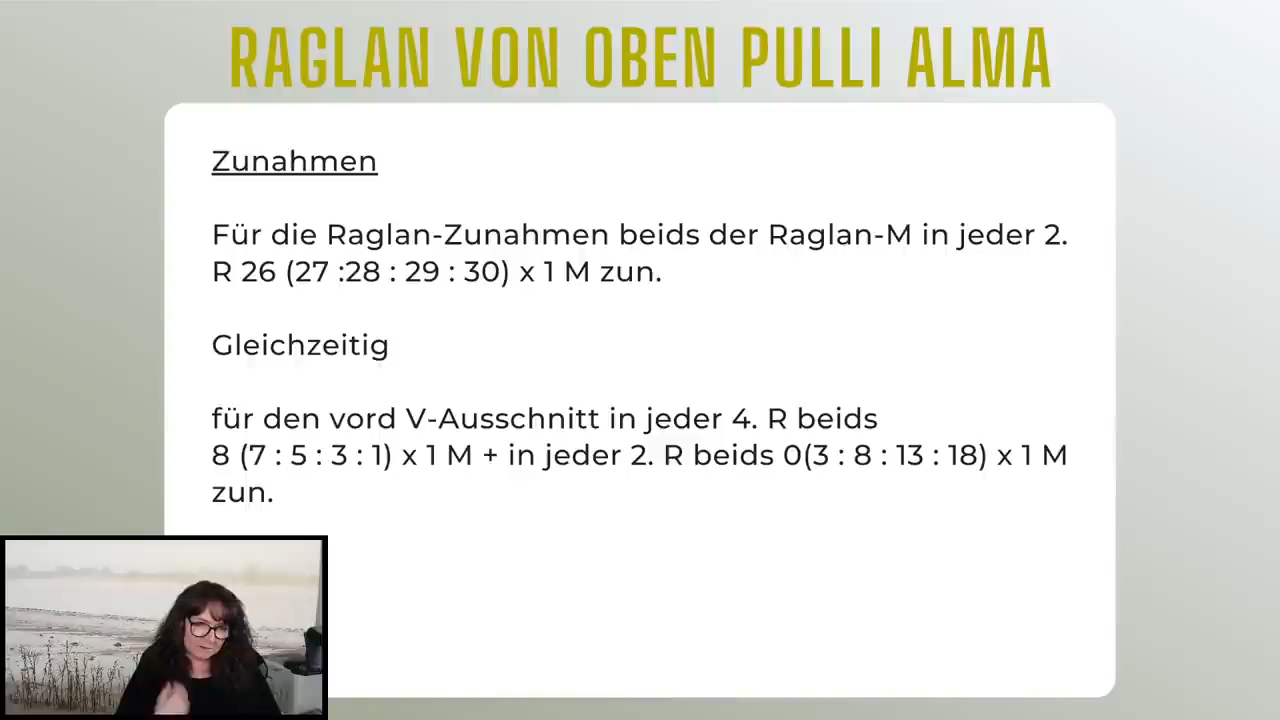 RAGLAN VON OBEN PULLI ALMA
Zunahmen
Für die Raglan-Zunahmen beids der Raglan-M in jeder 2.
R 26 (27 :28 : 29 : 30) x 1 M zun.
Gleichzeitig
für den vord V-Ausschnitt in jeder 4. R beids
8 (7 : 5 : 3 : 1) x 1 M + in jeder 2. R beids 0(3 : 8 : 13 : 18) x 1 M
zun.